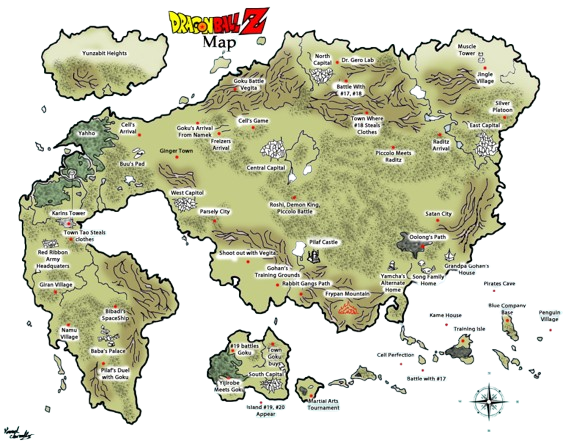 DRAGONBALL Z
Map
Yunzabit Heights
North
Capital
Dr. Gero Lab
Muscle
Tower
Jingle
Village
Goku Battle
Vegita
Battle With
#17, #18
Silver
Platoon
Yahho
Cell's
Arrival
Goku's Arrival
From Namek
Cell's Game
Freizers
Arrival
Town Where
#18 Steals
Clothes
East Capital
Raditz
Arrival
Ginger Town
Buu's Pad
Piccolo Meets
Raditz
Central Capital
West Capitol
Karins Tower
Parsely City
Roshi, Demon King,
Piccolo Battle
Satan City
Town Tao Steals
clothes
Oolong's Path
Red Ribbon
Army
Headquaters
Shoot out with Vegita
Pilaf Castle
Grandpa Gohan's
House
Gohan's
Training Grounds
Yamcha's
Alternate
Home
Song Family
Home
Giran Village
Rabbit Gangs Path
Pirates Cave
Frypan Mountain
Bibadi's
SpaceShip
Blue Company
Base
Penguin
Village
Kame House
Training Isle
Namu
Village
Baba's Palace
#19 battles
Goku
Town
Goku
buys
Cell Perfection
Pilaf's Duel
with Goku
Yijirobe
Meets Goku
South Capital
Battle with #17
Martial Arts
Tournament
Island #19, #20
Appear